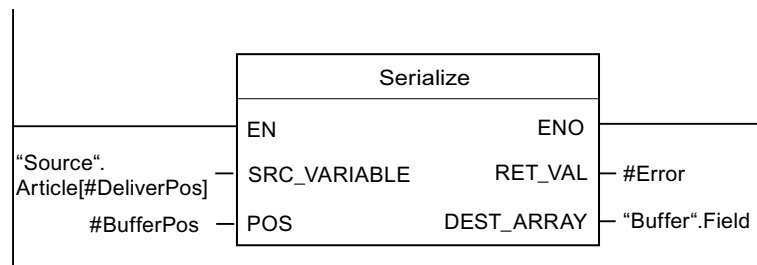 Serialize
EN ENO
“Source“.
Article[#DeliverPos] SRC_VARIABLE RET_VAL #Error
#BufferPos POS DEST_ARRAY “Buffer“.Field